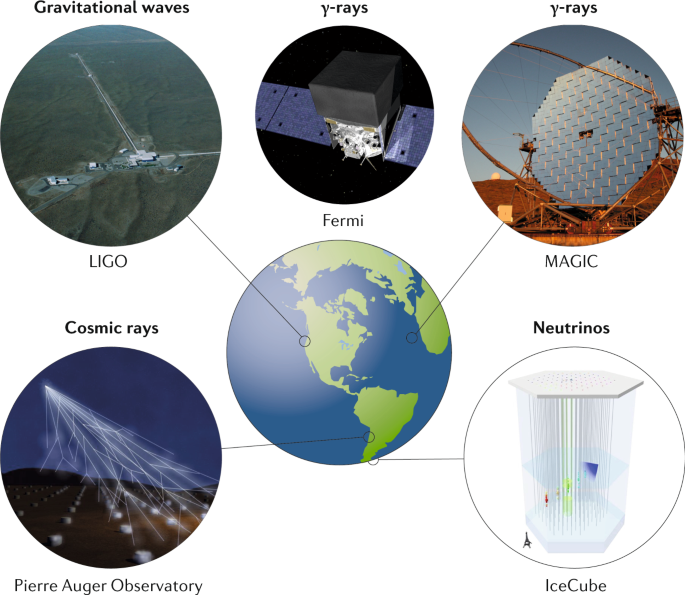 Gravitational waves
γ-rays
γ-rays
LIGO
Fermi
MAGIC
Cosmic rays
Neutrinos
Pierre Auger Observatory
IceCube